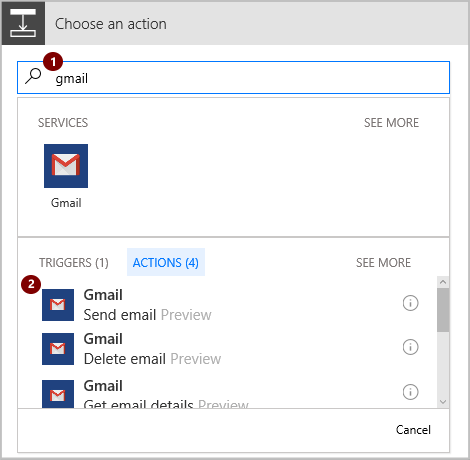 Choose an action
1
gmail
SERVICES SEE MORE
Gmail
TRIGGERS (1) ACTIONS (4) SEE MORE
2
Gmail
Send email Preview
Gmail
Delete email Preview
Gmail
Get email details Preview
Cancel